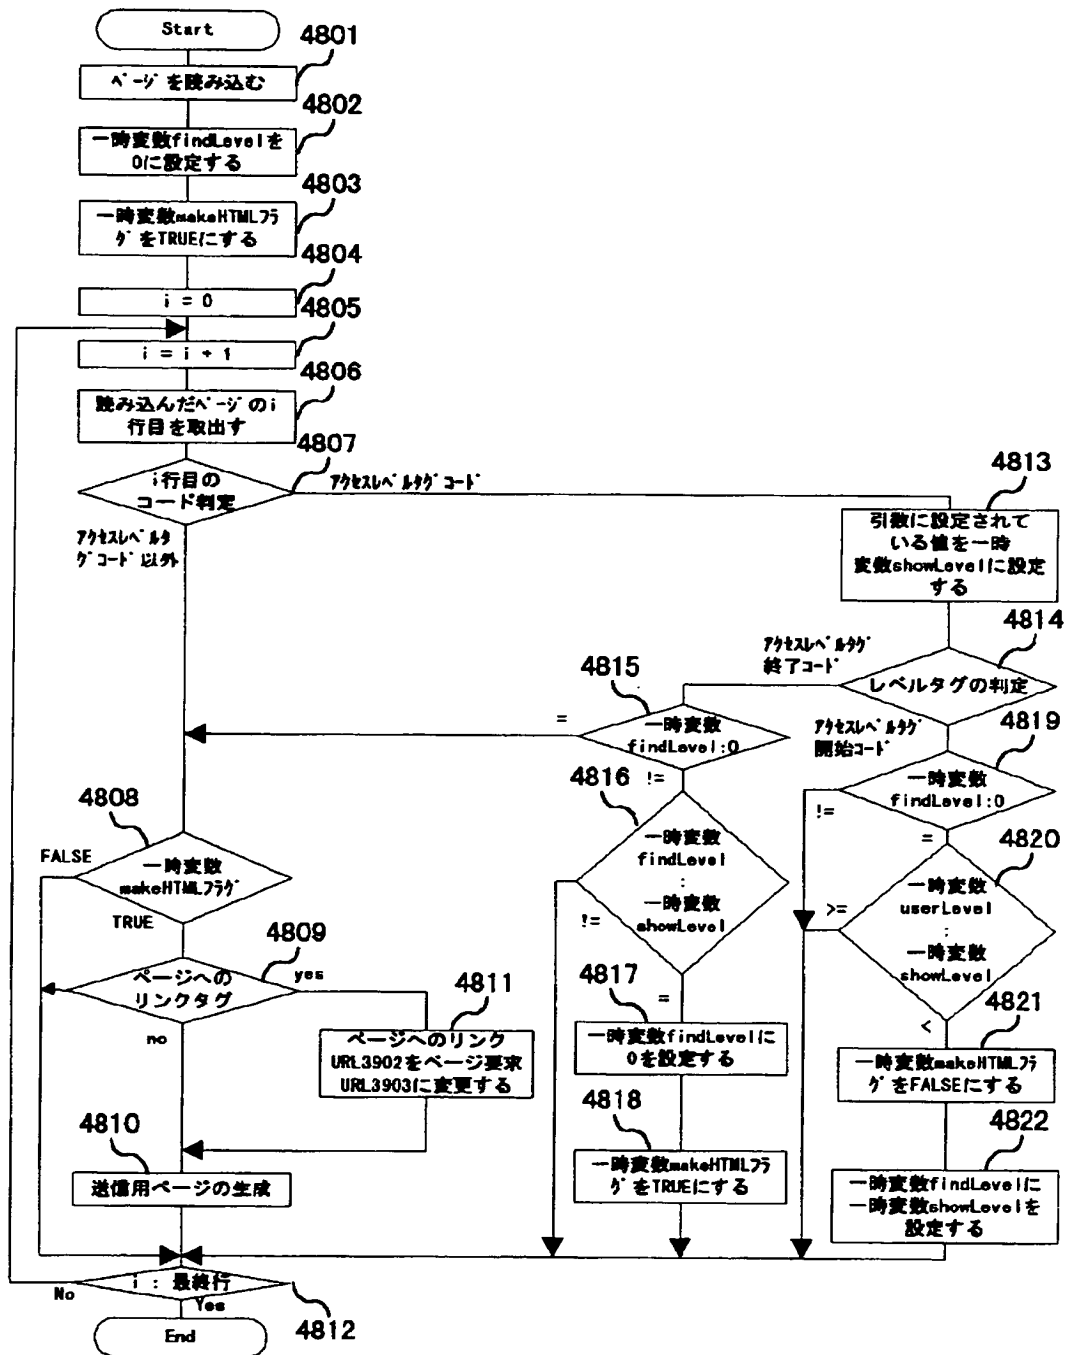 Start
4801
ページを読み込む
4802
一時変数findLevelを
0に設定する
4803
一時変数makeHTMLフラ
グをTRUEにする
4804
i = 0
4805
i = i + 1
4806
読み込んだページのi
行目を取出す
4807
i行目の
コード判定
アクセスレベルタグコード
アクセスレベルタ
グコード以外
4813
引数に設定されて
いる値を一時
変数showLevelに設定
する
4814
レベルタグの判定
アクセスレベルタグ
終了コード
アクセスレベルタグ
開始コード
4815
一時変数
findLevel:0
=
!=
4816
一時変数
findLevel
:
一時変数
showLevel
!=
=
4817
一時変数findLevelに
0を設定する
4818
一時変数makeHTMLフラ
グをTRUEにする
4819
一時変数
findLevel:0
!=
=
4820
一時変数
userLevel
:
一時変数
showLevel
>=
<
4821
一時変数makeHTMLフラ
グをFALSEにする
4822
一時変数findLevelに
一時変数showLevelを
設定する
4808
FALSE
一時変数
makeHTMLフラグ
TRUE
4809
ページへの
リンクタグ
yes
no
4811
ページへのリンク
URL3902をページ要求
URL3903に変更する
4810
送信用ページの生成
i : 最終行
No
Yes
4812
End